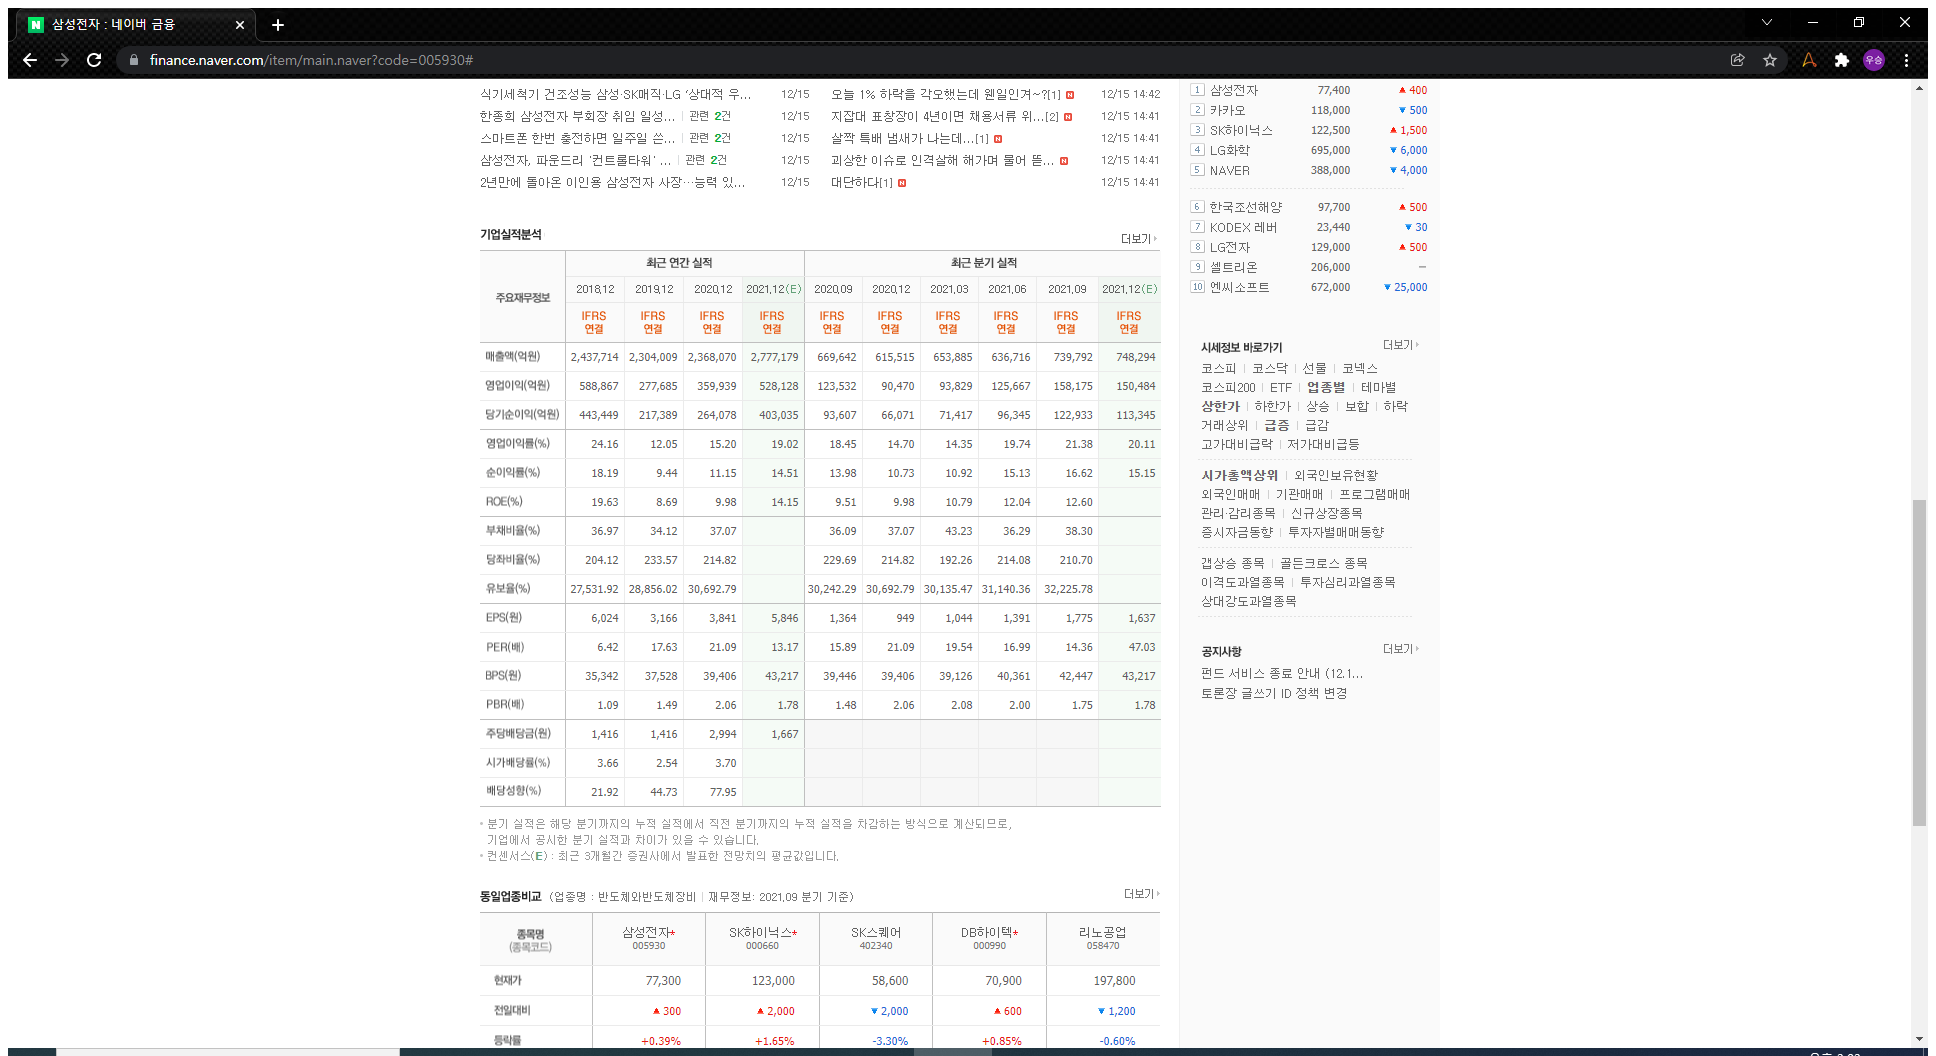 삼성전자 : 네이버 금융
finance.naver.com/item/main.naver?code=005930#
우승
식기세척기 건조성능 삼성·SK매직·LG '상대적 우... 12/15
한종희 삼성전자 부회장 취임 일성... 관련 2건 12/15
스마트폰 한번 충전하면 일주일 쓴... 관련 2건 12/15
삼성전자, 파운드리 '컨트롤타워' ... 관련 2건 12/15
2년만에 돌아온 이인용 삼성전자 사장…능력 있... 12/15
오늘 1% 하락을 각오했는데 웬일인겨~?[1] N 12/15 14:42
지잡대 표창장이 4년이면 채용서류 위...[2] N 12/15 14:41
살짝 특배 냄새가 나는데...[1] N 12/15 14:41
괴상한 이슈로 인격살해 해가며 물어 뜯... N 12/15 14:41
대단하다[1] N 12/15 14:41
기업실적분석
더보기
주요재무정보 최근 연간 실적 최근 분기 실적
2018.12 2019.12 2020.12 2021.12(E) 2020.09 2020.12 2021.03 2021.06 2021.09 2021.12(E)
IFRS IFRS IFRS IFRS IFRS IFRS IFRS IFRS IFRS IFRS
연결 연결 연결 연결 연결 연결 연결 연결 연결 연결
매출액(억원) 2,437,714 2,304,009 2,368,070 2,777,179 669,642 615,515 653,885 636,716 739,792 748,294
영업이익(억원) 588,867 277,685 359,939 528,128 123,532 90,470 93,829 125,667 158,175 150,484
당기순이익(억원) 443,449 217,389 264,078 403,035 93,607 66,071 71,417 96,345 122,933 113,345
영업이익률(%) 24.16 12.05 15.20 19.02 18.45 14.70 14.35 19.74 21.38 20.11
순이익률(%) 18.19 9.44 11.15 14.51 13.98 10.73 10.92 15.13 16.62 15.15
ROE(%) 19.63 8.69 9.98 14.15 9.51 9.98 10.79 12.04 12.60
부채비율(%) 36.97 34.12 37.07 36.09 37.07 43.23 36.29 38.30
당좌비율(%) 204.12 233.57 214.82 229.69 214.82 192.26 214.08 210.70
유보율(%) 27,531.92 28,856.02 30,692.79 30,242.29 30,692.79 30,135.47 31,140.36 32,225.78
EPS(원) 6,024 3,166 3,841 5,846 1,364 949 1,044 1,391 1,775 1,637
PER(배) 6.42 17.63 21.09 13.17 15.89 21.09 19.54 16.99 14.36 47.03
BPS(원) 35,342 37,528 39,406 43,217 39,446 39,406 39,126 40,361 42,447 43,217
PBR(배) 1.09 1.49 2.06 1.78 1.48 2.06 2.08 2.00 1.75 1.78
주당배당금(원) 1,416 1,416 2,994 1,667
시가배당률(%) 3.66 2.54 3.70
배당성향(%) 21.92 44.73 77.95
* 분기 실적은 해당 분기까지의 누적 실적에서 직전 분기까지의 누적 실적을 차감하는 방식으로 계산되므로,
기업에서 공시한 분기 실적과 차이가 있을 수 있습니다.
* 컨센서스(E) : 최근 3개월간 증권사에서 발표한 전망치의 평균값입니다.
동일업종비교 (업종명 : 반도체와반도체장비 | 재무정보: 2021.09 분기 기준)
더보기
종목명 삼성전자* SK하이닉스* SK스퀘어 DB하이텍* 리노공업
(종목코드) 005930 000660 402340 000990 058470
현재가 77,300 123,000 58,600 70,900 197,800
전일대비 ▲ 300 ▲ 2,000 ▼ 2,000 ▲ 600 ▼ 1,200
등락률 +0.39% +1.65% -3.30% +0.85% -0.60%
1 삼성전자 77,400 ▲ 400
2 카카오 118,000 ▼ 500
3 SK하이닉스 122,500 ▲ 1,500
4 LG화학 695,000 ▼ 6,000
5 NAVER 388,000 ▼ 4,000
6 한국조선해양 97,700 ▲ 500
7 KODEX 레버 23,440 ▼ 30
8 LG전자 129,000 ▲ 500
9 셀트리온 206,000 –
10 엔씨소프트 672,000 ▼ 25,000
시세정보 바로가기 더보기
코스피 | 코스닥 | 선물 | 코넥스
코스피200 | ETF | 업종별 | 테마별
상한가 | 하한가 | 상승 | 보합 | 하락
거래상위 | 급증 | 급감
고가대비급락 | 저가대비급등
시가총액상위 | 외국인보유현황
외국인매매 | 기관매매 | 프로그램매매
관리·감리종목 | 신규상장종목
증시자금동향 | 투자자별매매동향
갭상승 종목 | 골든크로스 종목
이격도과열종목 | 투자심리과열종목
상대강도과열종목
공지사항 더보기
펀드 서비스 종료 안내 (12.1...
토론장 글쓰기 ID 정책 변경